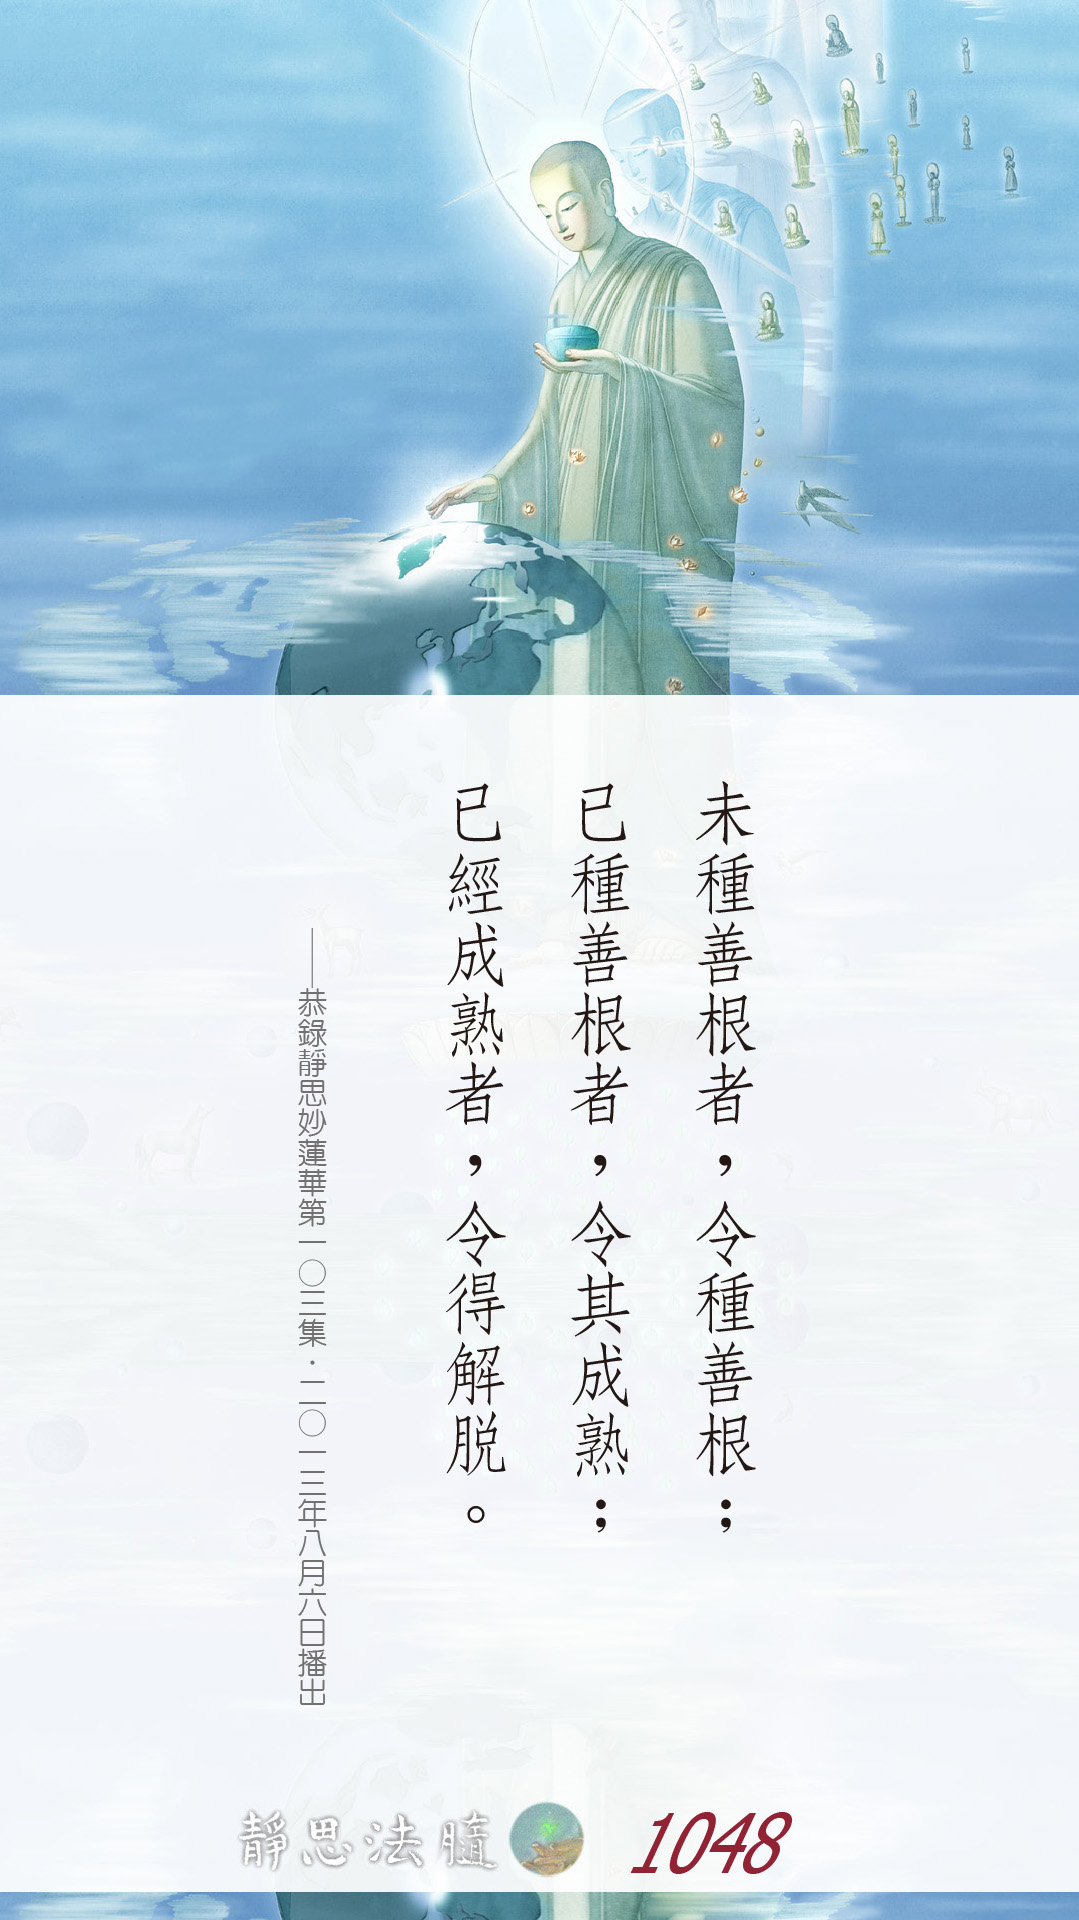 未種善根者，令種善根；
已種善根者，令其成熟；
已經成熟者，令得解脱。
──恭錄靜思妙蓮華第一〇三集．二〇一三年八月六日播出
靜思法髓 1048